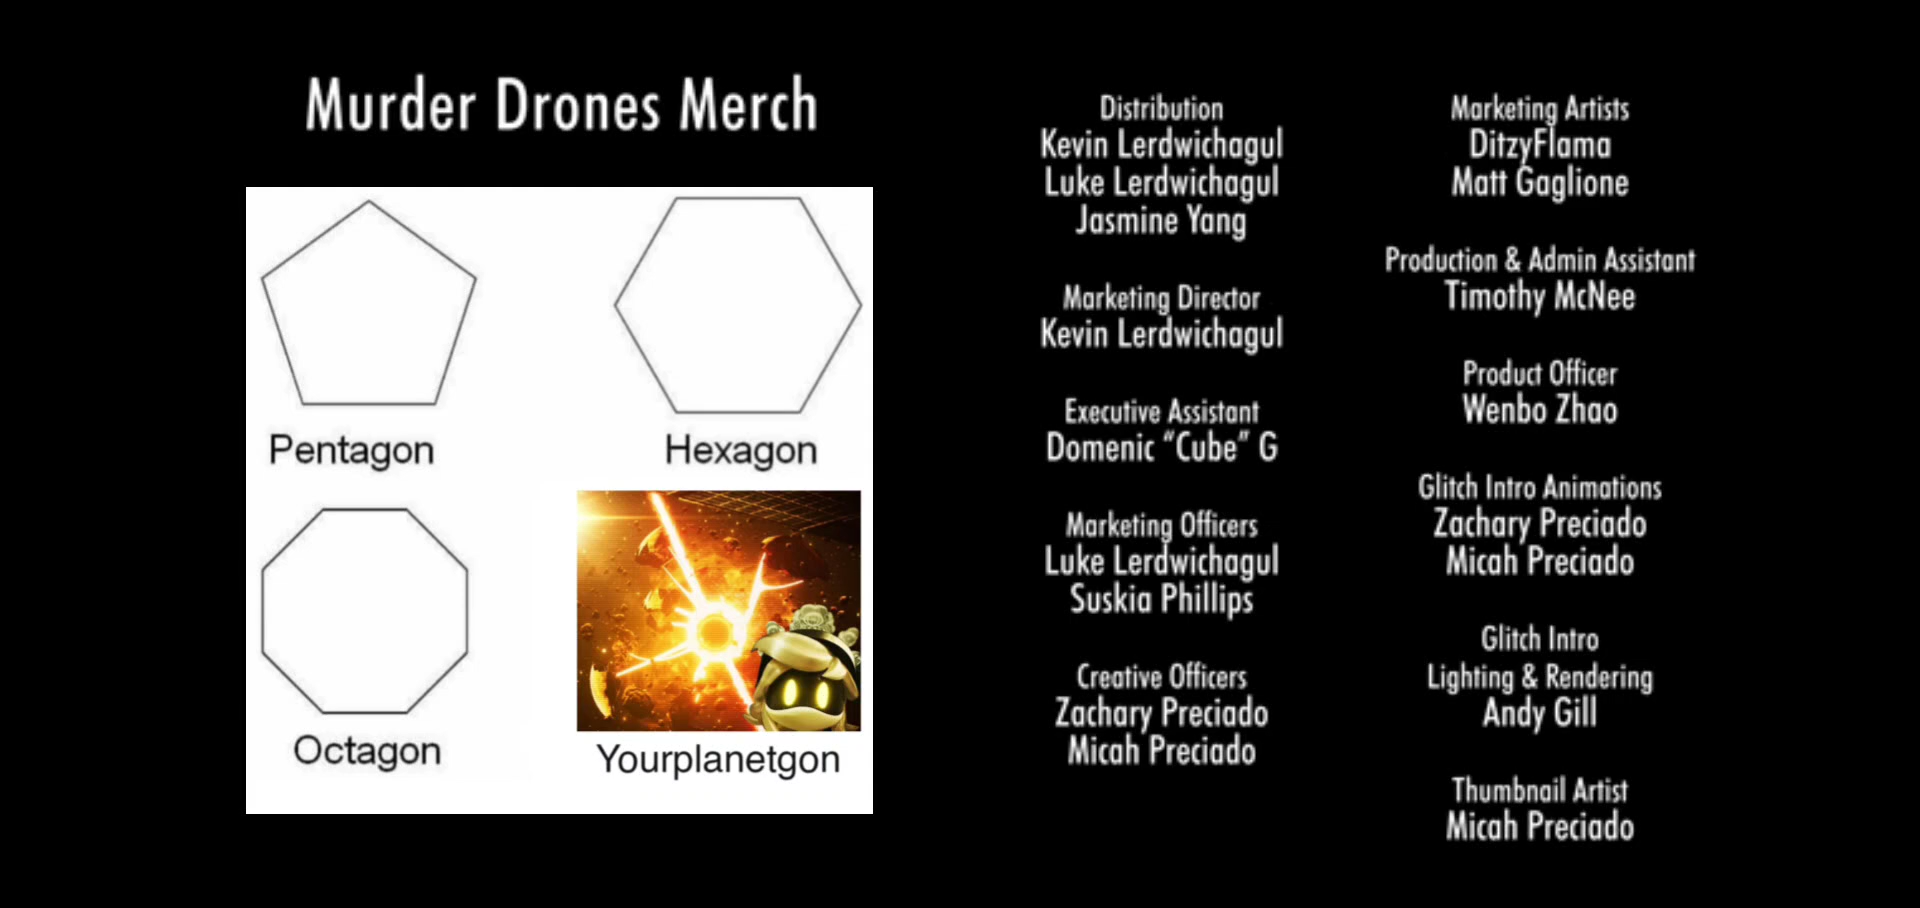 Murder Drones Merch
Pentagon
Hexagon
Octagon
Yourplanetgon
Distribution
Kevin Lerdwichagul
Luke Lerdwichagul
Jasmine Yang
Marketing Director
Kevin Lerdwichagul
Executive Assistant
Domenic “Cube” G
Marketing Officers
Luke Lerdwichagul
Suskia Phillips
Creative Officers
Zachary Preciado
Micah Preciado
Marketing Artists
DitzyFlama
Matt Gaglione
Production & Admin Assistant
Timothy McNee
Product Officer
Wenbo Zhao
Glitch Intro Animations
Zachary Preciado
Micah Preciado
Glitch Intro
Lighting & Rendering
Andy Gill
Thumbnail Artist
Micah Preciado